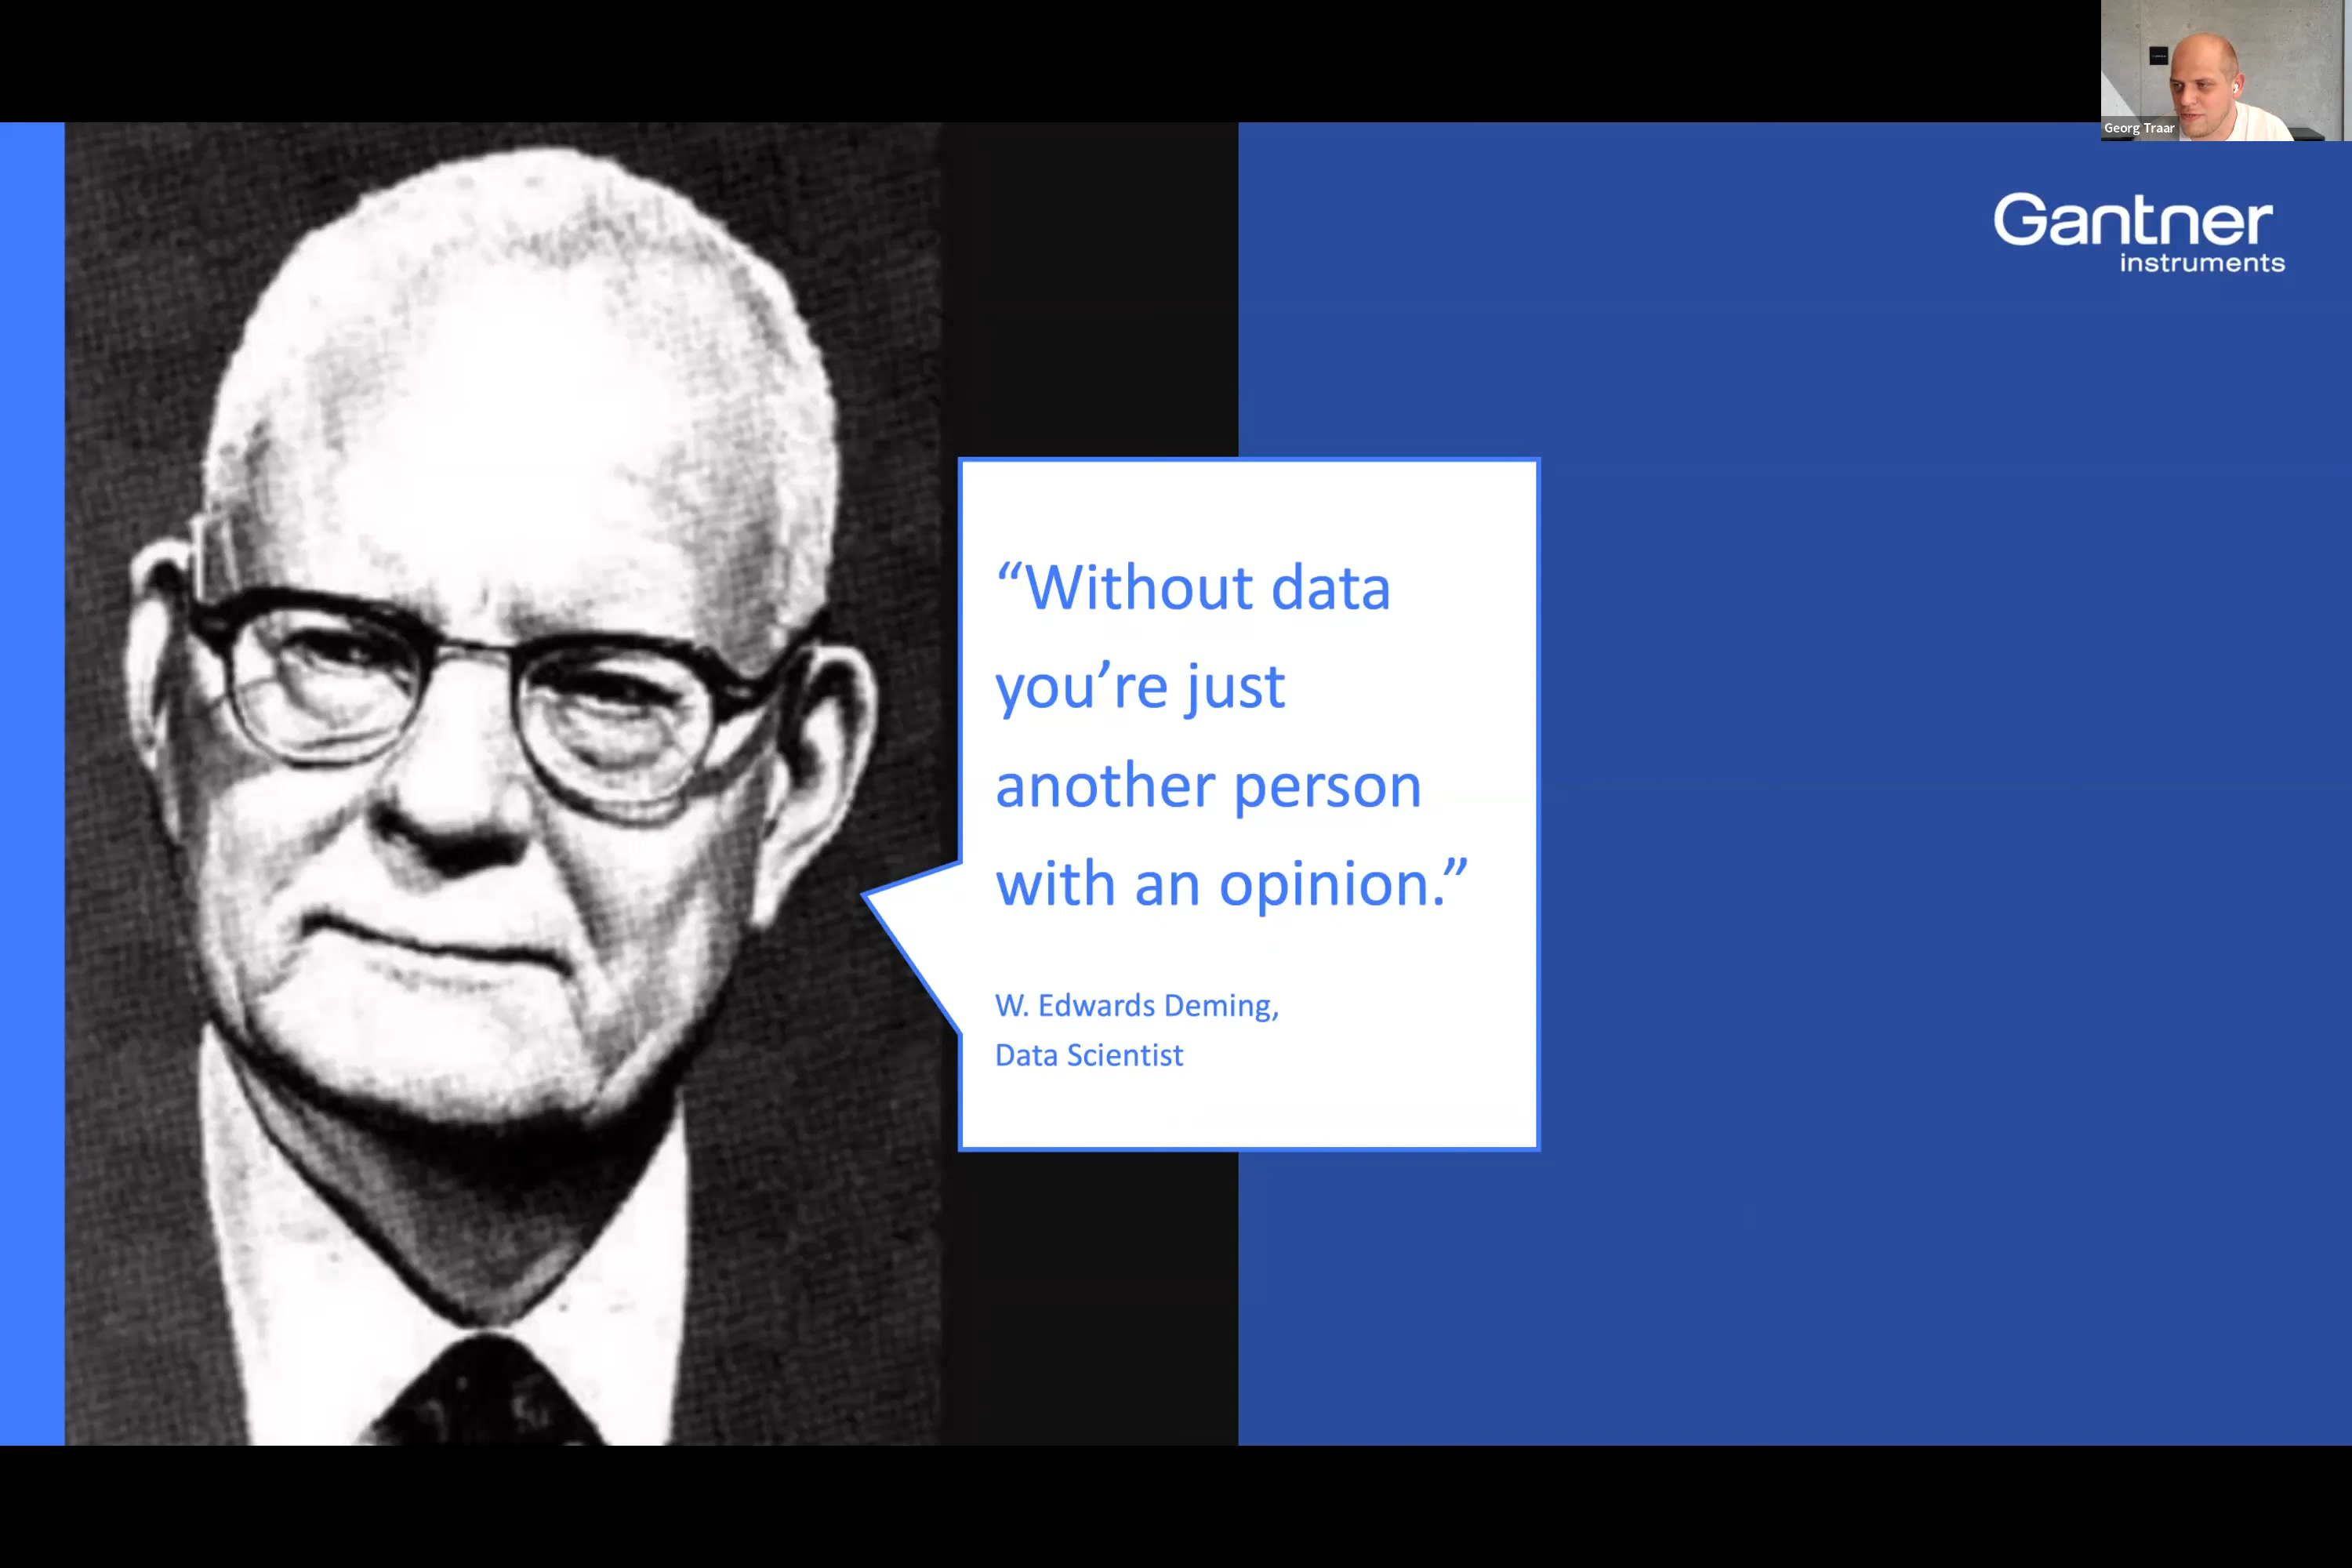 Georg Traar
Gantner
instruments
“Without data
you’re just
another person
with an opinion.”
W. Edwards Deming,
Data Scientist